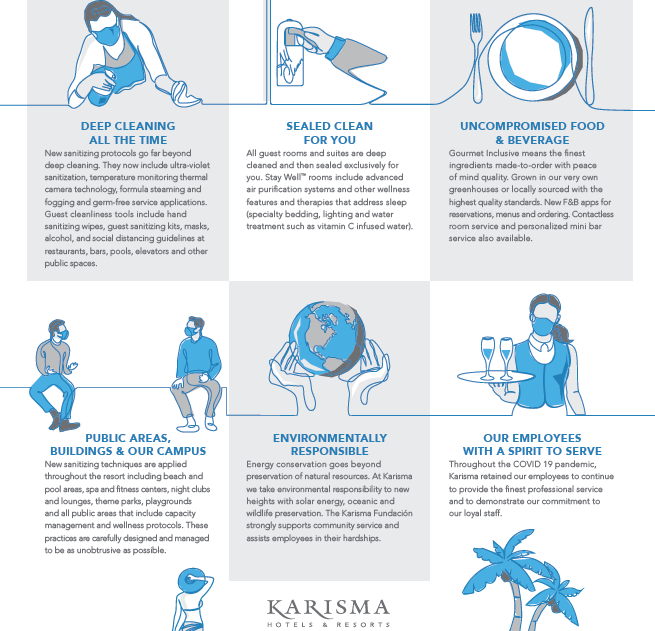 DEEP CLEANING
ALL THE TIME
New sanitizing protocols go far beyond
deep cleaning. They now include ultra-violet
sanitization, temperature monitoring thermal
camera technology, formula steaming and
fogging and germ-free service applications.
Guest cleanliness tools include hand
sanitizing wipes, guest sanitizing kits, masks,
alcohol, and social distancing guidelines at
restaurants, bars, pools, elevators and other
public spaces.
SEALED CLEAN
FOR YOU
All guest rooms and suites are deep
cleaned and then sealed exclusively for
you. Stay Well™ rooms include advanced
air purification systems and other wellness
features and therapies that address sleep
(specialty bedding, lighting and water
treatment such as vitamin C infused water).
UNCOMPROMISED FOOD
& BEVERAGE
Gourmet Inclusive means the finest
ingredients made-to-order with peace
of mind quality. Grown in our very own
greenhouses or locally sourced with the
highest quality standards. New F&B apps for
reservations, menus and ordering. Contactless
room service and personalized mini bar
service also available.
PUBLIC AREAS,
BUILDINGS & OUR CAMPUS
New sanitizing techniques are applied
throughout the resort including beach and
pool areas, spa and fitness centers, night clubs
and lounges, theme parks, playgrounds
and all public areas that include capacity
management and wellness protocols. These
practices are carefully designed and managed
to be as unobtrusive as possible.
ENVIRONMENTALLY
RESPONSIBLE
Energy conservation goes beyond
preservation of natural resources. At Karisma
we take environmental responsibility to new
heights with solar energy, oceanic and
wildlife preservation. The Karisma Fundación
strongly supports community service and
assists employees in their hardships.
OUR EMPLOYEES
WITH A SPIRIT TO SERVE
Throughout the COVID 19 pandemic,
Karisma retained our employees to continue
to provide the finest professional service
and to demonstrate our commitment to
our loyal staff.
KARISMA
HOTELS & RESORTS